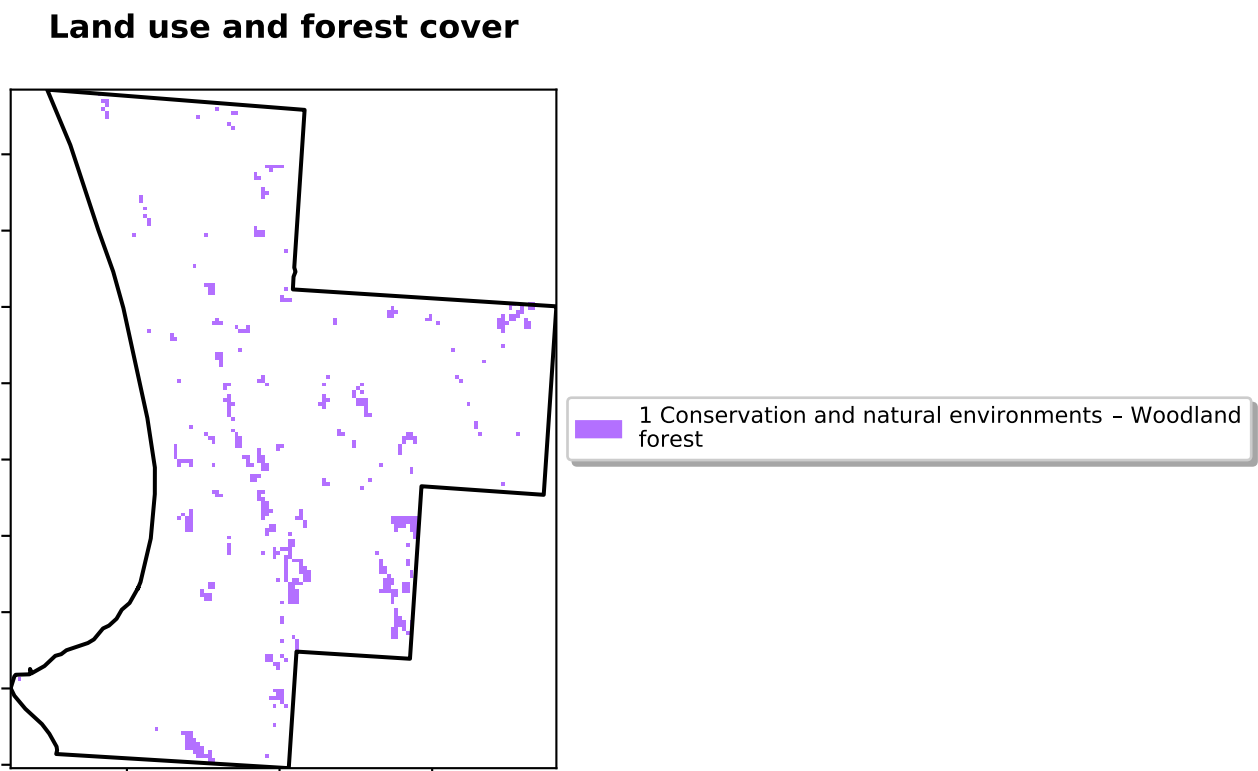 Land use and forest cover
1 Conservation and natural environments – Woodland
forest